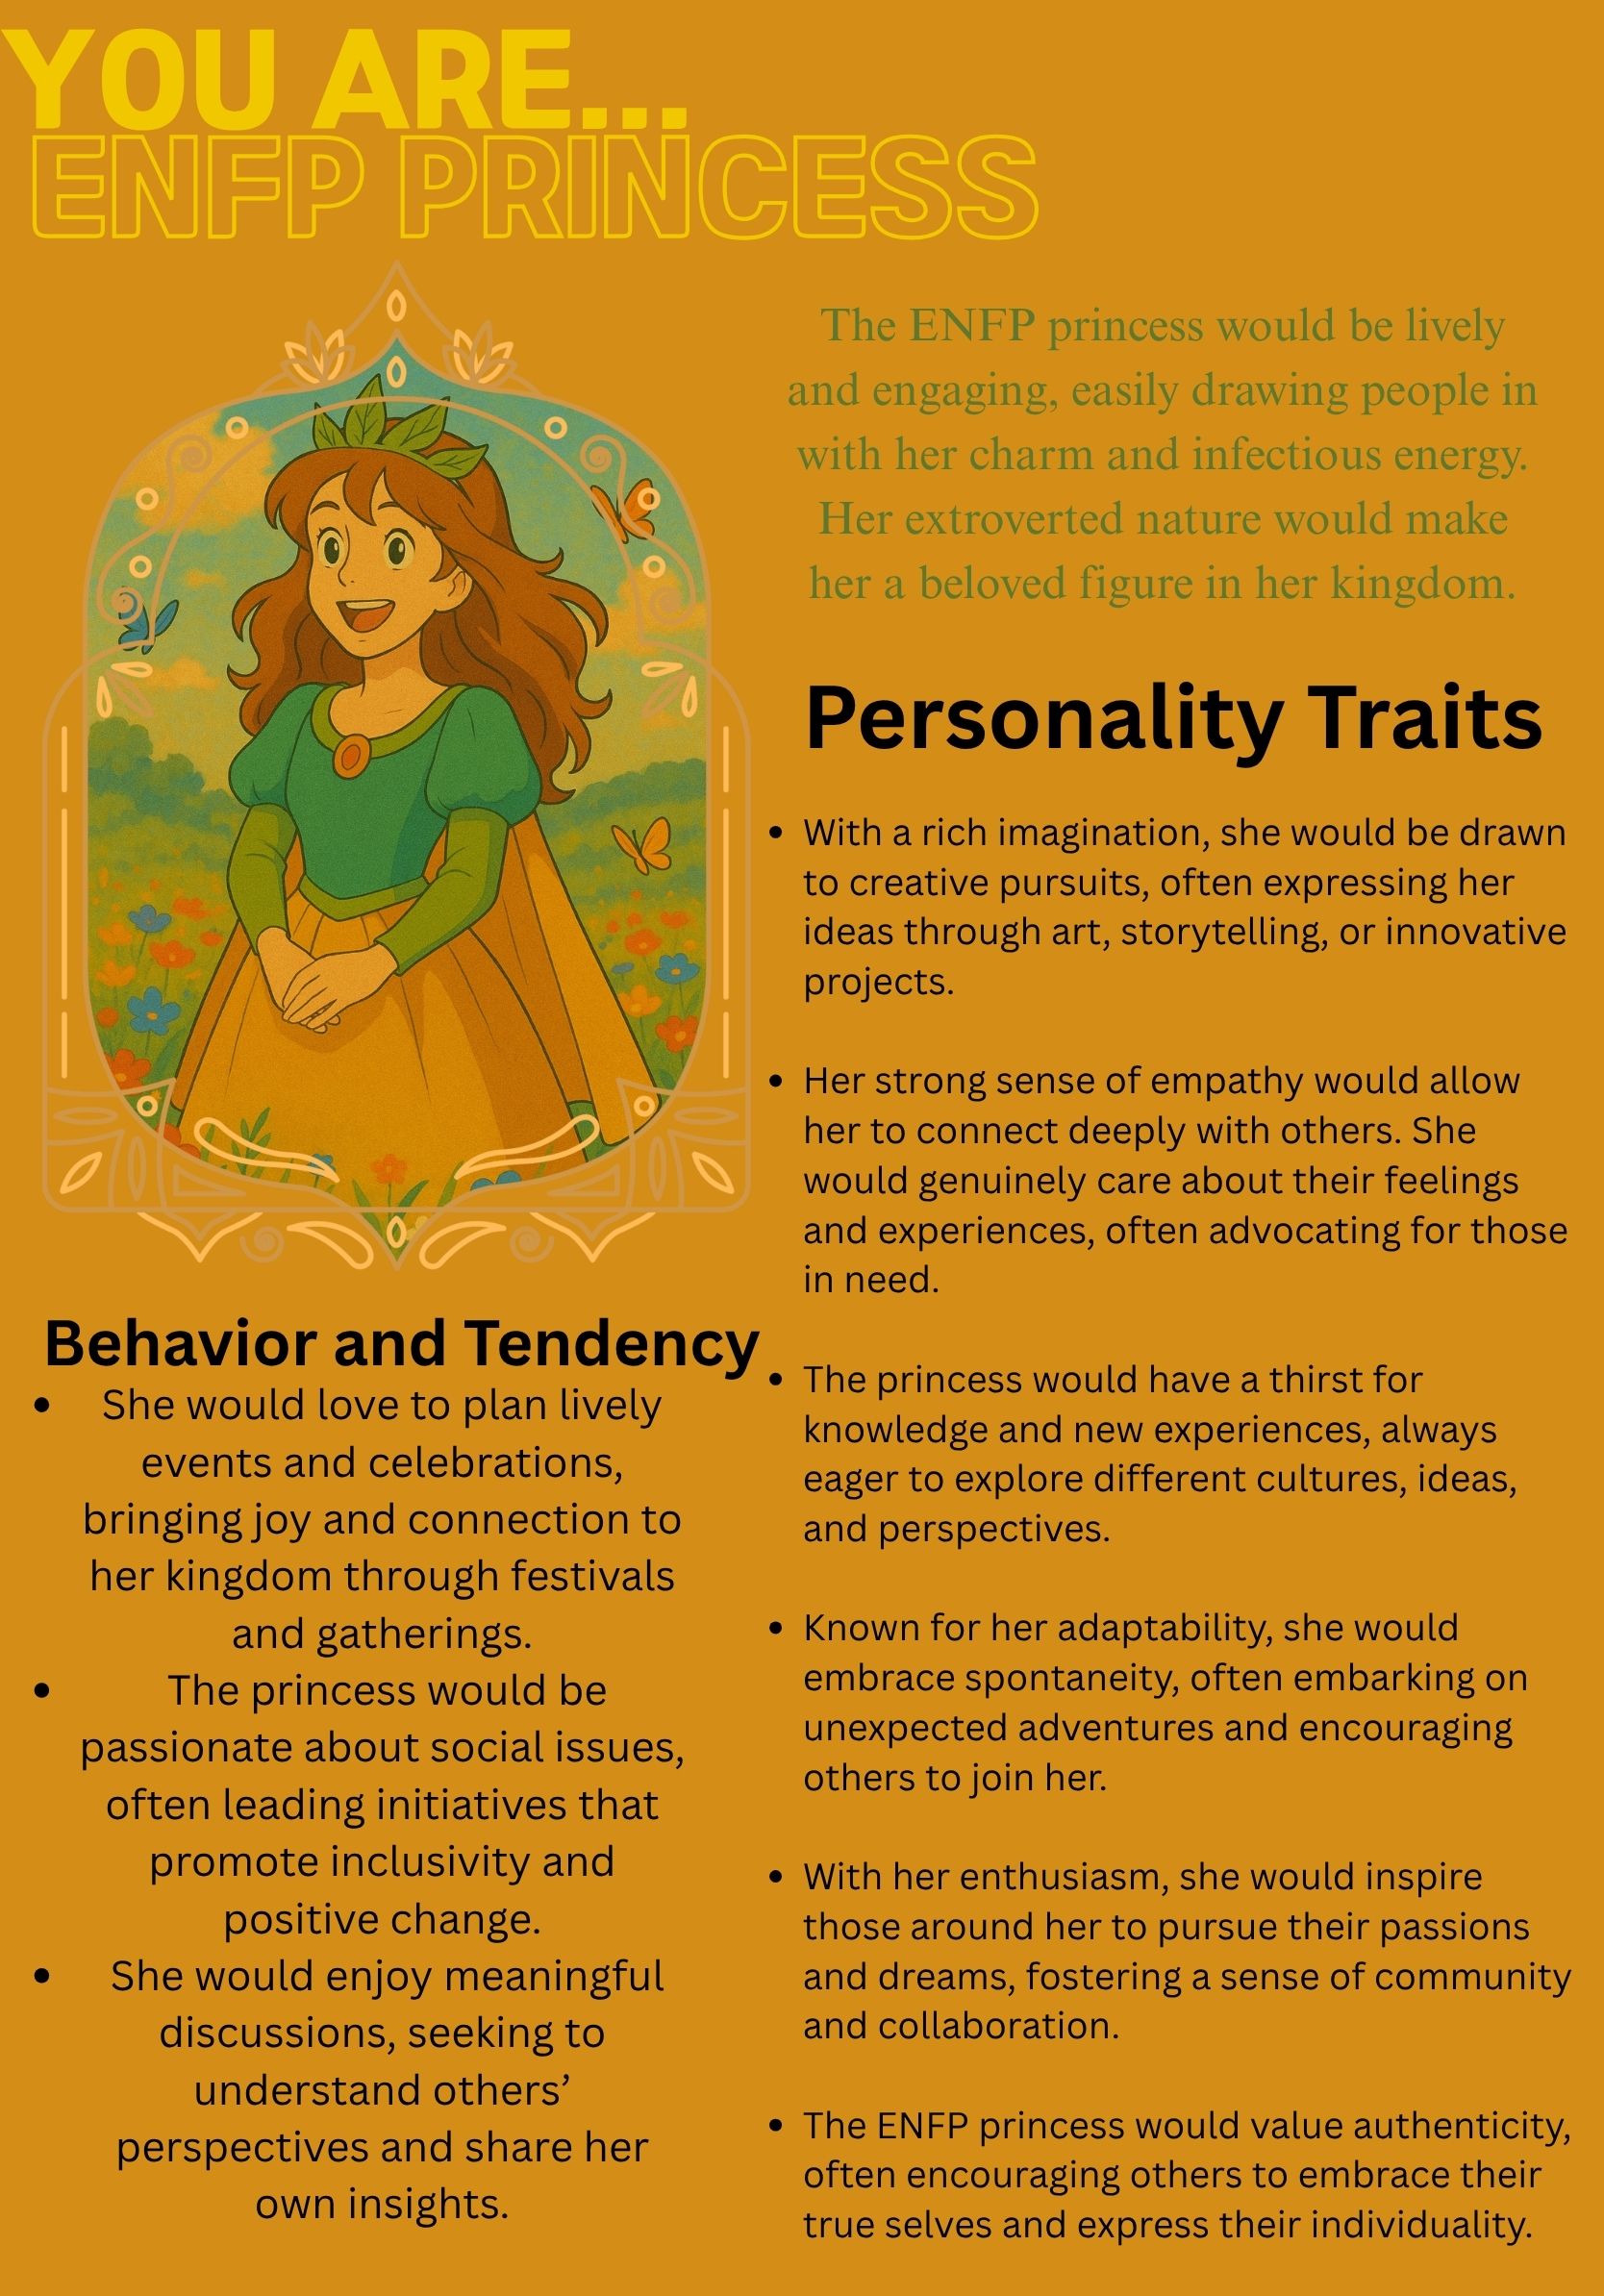 YOU ARE...
ENFP PRINCESS
The ENFP princess would be lively
and engaging, easily drawing people in
with her charm and infectious energy.
Her extroverted nature would make
her a beloved figure in her kingdom.
Personality Traits
• With a rich imagination, she would be drawn
to creative pursuits, often expressing her
ideas through art, storytelling, or innovative
projects.
• Her strong sense of empathy would allow
her to connect deeply with others. She
would genuinely care about their feelings
and experiences, often advocating for those
in need.
• The princess would have a thirst for
knowledge and new experiences, always
eager to explore different cultures, ideas,
and perspectives.
• Known for her adaptability, she would
embrace spontaneity, often embarking on
unexpected adventures and encouraging
others to join her.
• With her enthusiasm, she would inspire
those around her to pursue their passions
and dreams, fostering a sense of community
and collaboration.
• The ENFP princess would value authenticity,
often encouraging others to embrace their
true selves and express their individuality.
Behavior and Tendency
• She would love to plan lively
events and celebrations,
bringing joy and connection to
her kingdom through festivals
and gatherings.
• The princess would be
passionate about social issues,
often leading initiatives that
promote inclusivity and
positive change.
• She would enjoy meaningful
discussions, seeking to
understand others’
perspectives and share her
own insights.